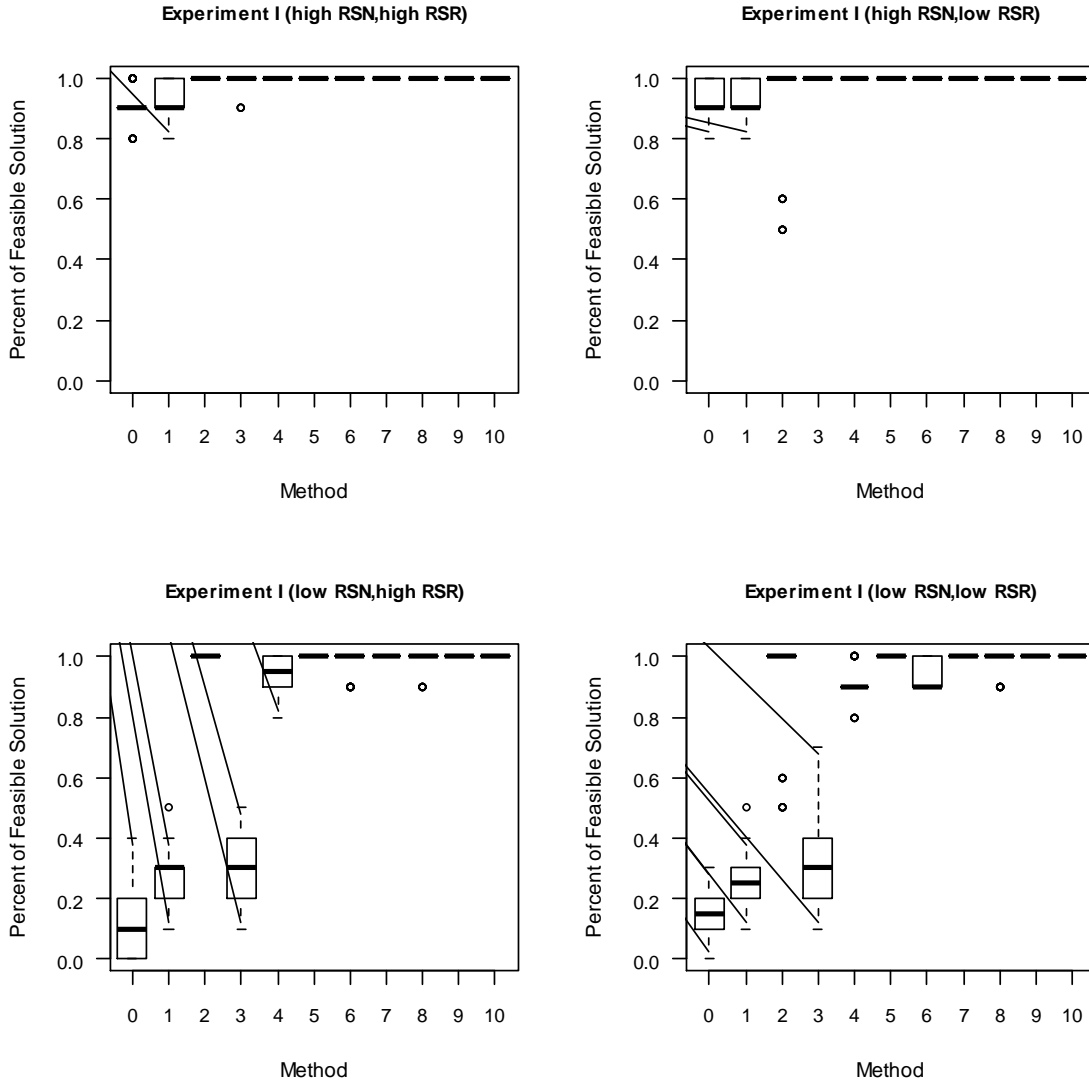 Experiment I (high RSN,high RSR)
Percent of Feasible Solution
1.0
0.8
0.6
0.4
0.2
0.0
0 1 2 3 4 5 6 7 8 9 10
Method
Experiment I (high RSN,low RSR)
Percent of Feasible Solution
1.0
0.8
0.6
0.4
0.2
0.0
0 1 2 3 4 5 6 7 8 9 10
Method
Experiment I (low RSN,high RSR)
Percent of Feasible Solution
1.0
0.8
0.6
0.4
0.2
0.0
0 1 2 3 4 5 6 7 8 9 10
Method
Experiment I (low RSN,low RSR)
Percent of Feasible Solution
1.0
0.8
0.6
0.4
0.2
0.0
0 1 2 3 4 5 6 7 8 9 10
Method